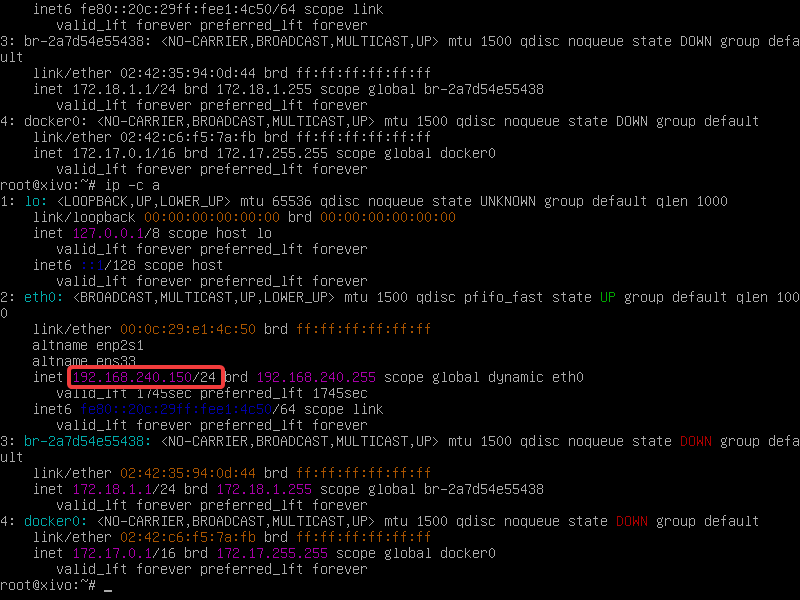 inet6 fe80::20c:29ff:fee1:4c50/64 scope link
valid_lft forever preferred_lft forever
3: br-2a7d54e55438: <NO-CARRIER,BROADCAST,MULTICAST,UP> mtu 1500 qdisc noqueue state DOWN group defa
ult
link/ether 02:42:35:94:0d:44 brd ff:ff:ff:ff:ff:ff
inet 172.18.1.1/24 brd 172.18.1.255 scope global br-2a7d54e55438
valid_lft forever preferred_lft forever
4: docker0: <NO-CARRIER,BROADCAST,MULTICAST,UP> mtu 1500 qdisc noqueue state DOWN group default
link/ether 02:42:c6:f5:7a:fb brd ff:ff:ff:ff:ff:ff
inet 172.17.0.1/16 brd 172.17.255.255 scope global docker0
valid_lft forever preferred_lft forever
root@xivo:~# ip -c a
1: lo: <LOOPBACK,UP,LOWER_UP> mtu 65536 qdisc noqueue state UNKNOWN group default qlen 1000
link/loopback 00:00:00:00:00:00 brd 00:00:00:00:00:00
inet 127.0.0.1/8 scope host lo
valid_lft forever preferred_lft forever
inet6 ::1/128 scope host
valid_lft forever preferred_lft forever
2: eth0: <BROADCAST,MULTICAST,UP,LOWER_UP> mtu 1500 qdisc pfifo_fast state UP group default qlen 100
0
link/ether 00:0c:29:e1:4c:50 brd ff:ff:ff:ff:ff:ff
altname enp2s1
altname ens33
inet 192.168.240.150/24 brd 192.168.240.255 scope global dynamic eth0
valid_lft 1745sec preferred_lft 1745sec
inet6 fe80::20c:29ff:fee1:4c50/64 scope link
valid_lft forever preferred_lft forever
3: br-2a7d54e55438: <NO-CARRIER,BROADCAST,MULTICAST,UP> mtu 1500 qdisc noqueue state DOWN group defa
ult
link/ether 02:42:35:94:0d:44 brd ff:ff:ff:ff:ff:ff
inet 172.18.1.1/24 brd 172.18.1.255 scope global br-2a7d54e55438
valid_lft forever preferred_lft forever
4: docker0: <NO-CARRIER,BROADCAST,MULTICAST,UP> mtu 1500 qdisc noqueue state DOWN group default
link/ether 02:42:c6:f5:7a:fb brd ff:ff:ff:ff:ff:ff
inet 172.17.0.1/16 brd 172.17.255.255 scope global docker0
valid_lft forever preferred_lft forever
root@xivo:~# _